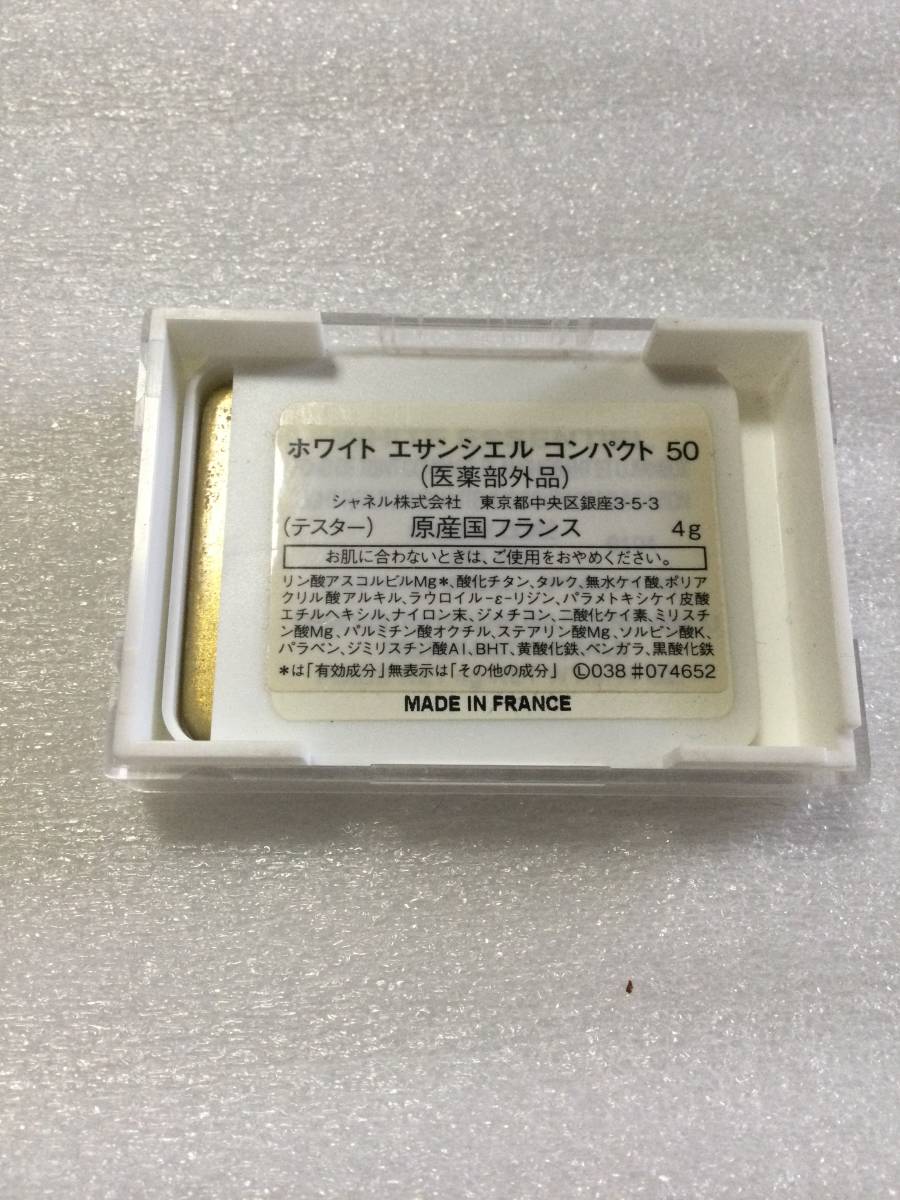 ホワイト エサンシエル コンパクト 50
(医薬部外品)
シャネル株式会社 東京都中央区銀座3-5-3
(テスター) 原産国フランス 4g
お肌に合わないときは、ご使用をおやめください。
リン酸アスコルビルMg*、酸化チタン、タルク、無水ケイ酸、ポリア
クリル酸アルキル、ラウロイル-ε-リジン、パラメトキシケイ皮酸
エチルヘキシル、ナイロン末、ジメチコン、二酸化ケイ素、ミリスチ
ン酸Mg、パルミチン酸オクチル、ステアリン酸Mg、ソルビン酸K、
パラベン、ジミリスチン酸Al、BHT、黄酸化鉄、ベンガラ、黒酸化鉄
*は「有効成分」無表示は「その他の成分」 Ⓛ038 #074652
MADE IN FRANCE